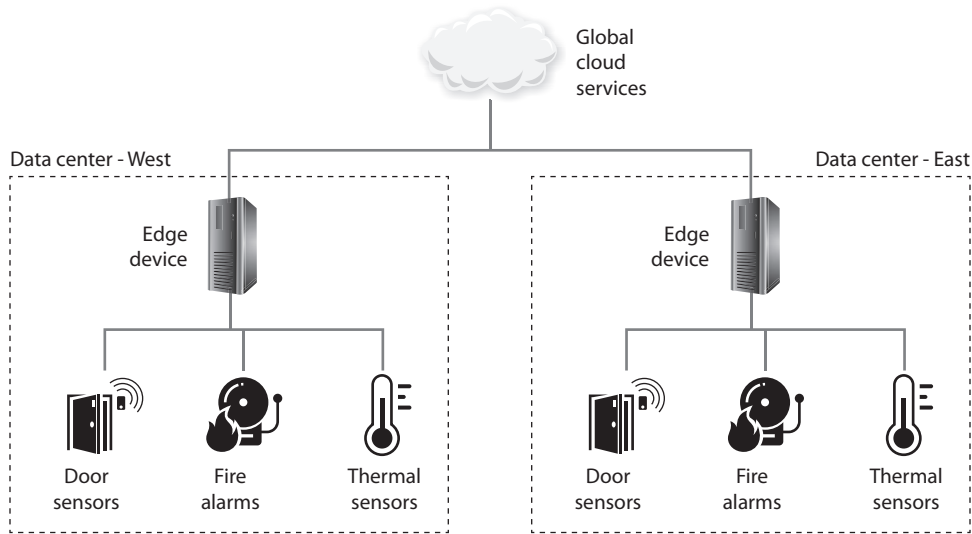 Global
cloud
services
Data center - West
Data center - East
Edge
device
Edge
device
Door
sensors
Fire
alarms
Thermal
sensors
Door
sensors
Fire
alarms
Thermal
sensors